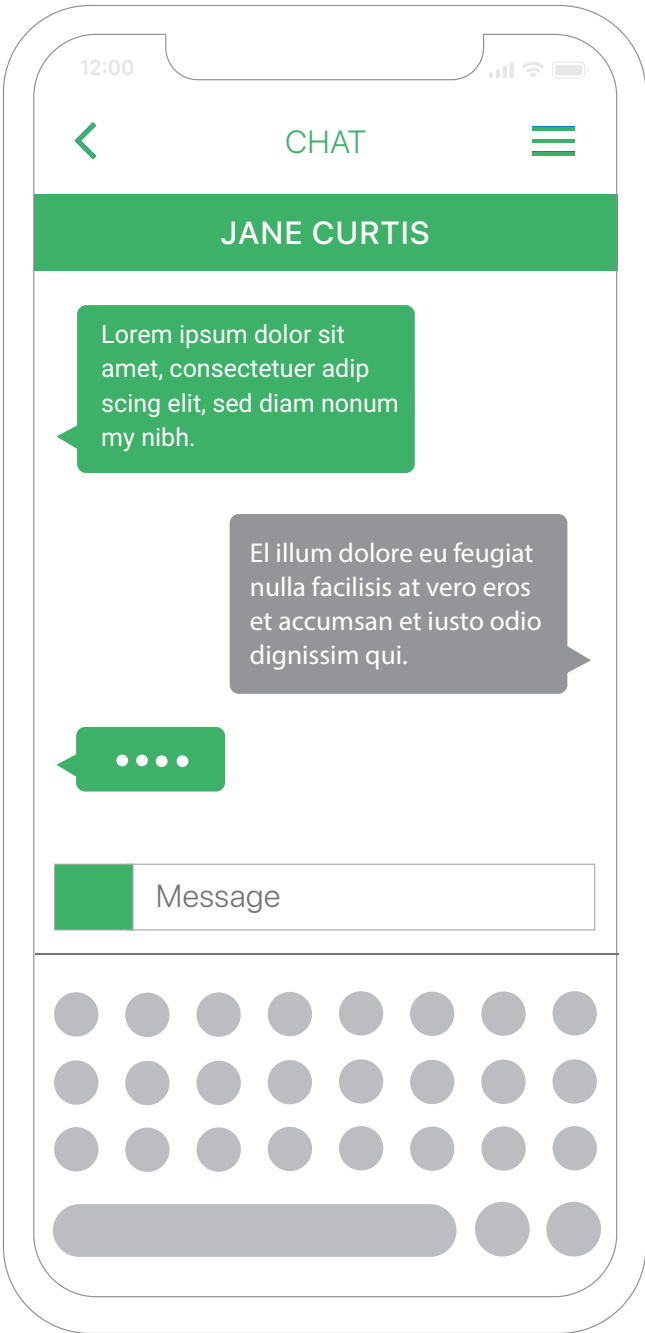 12:00
CHAT
JANE CURTIS
Lorem ipsum dolor sit
amet, consectetuer adip
scing elit, sed diam nonum
my nibh.
El illum dolore eu feugiat
nulla facilisis at vero eros
et accumsan et iusto odio
dignissim qui.
Message